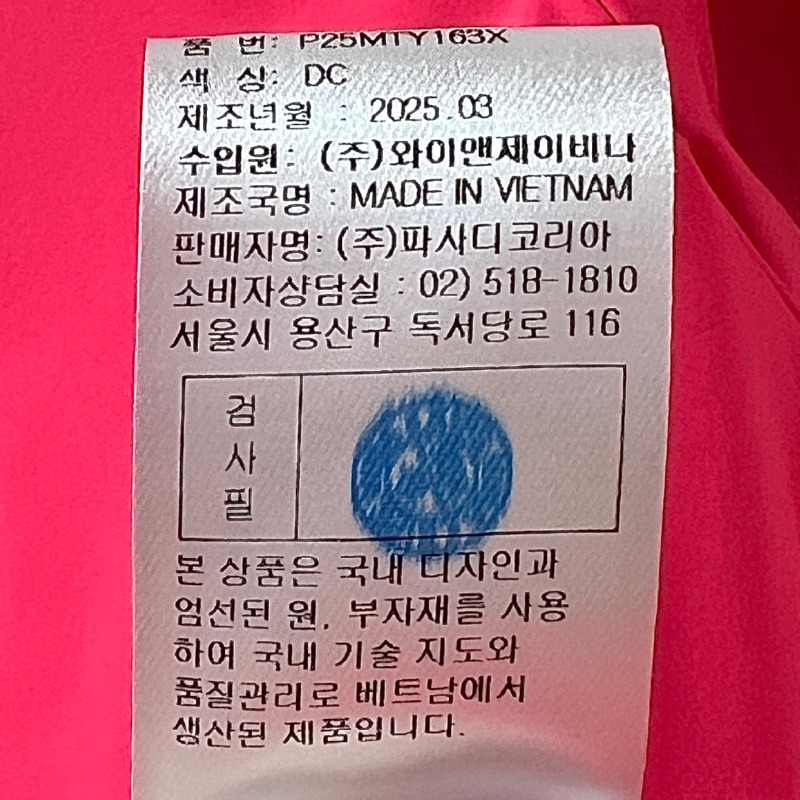 품 번: P25MTY163X
색 상: DC
제조년월 : 2025.03
수입원: (주)와이앤제이비나
제조국명 : MADE IN VIETNAM
판매자명: (주)파사디코리아
소비자상담실 : 02) 518-1810
서울시 용산구 독서당로 116
검
사
필
본 상품은 국내 디자인과
엄선된 원, 부자재를 사용
하여 국내 기술 지도와
품질관리로 베트남에서
생산된 제품입니다.